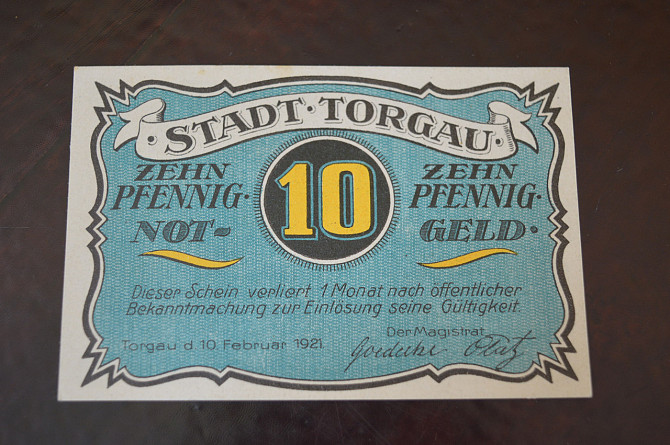 STADT·TORGAU·
ZEHN PFENNIG·
NOT-
10
ZEHN PFENNIG·
GELD·
Dieser Schein verliert 1 Monat nach öffentlicher
Bekanntmachung zur Einlösung seine Gültigkeit.
Der Magistrat
Torgau d 10 Februar 1921